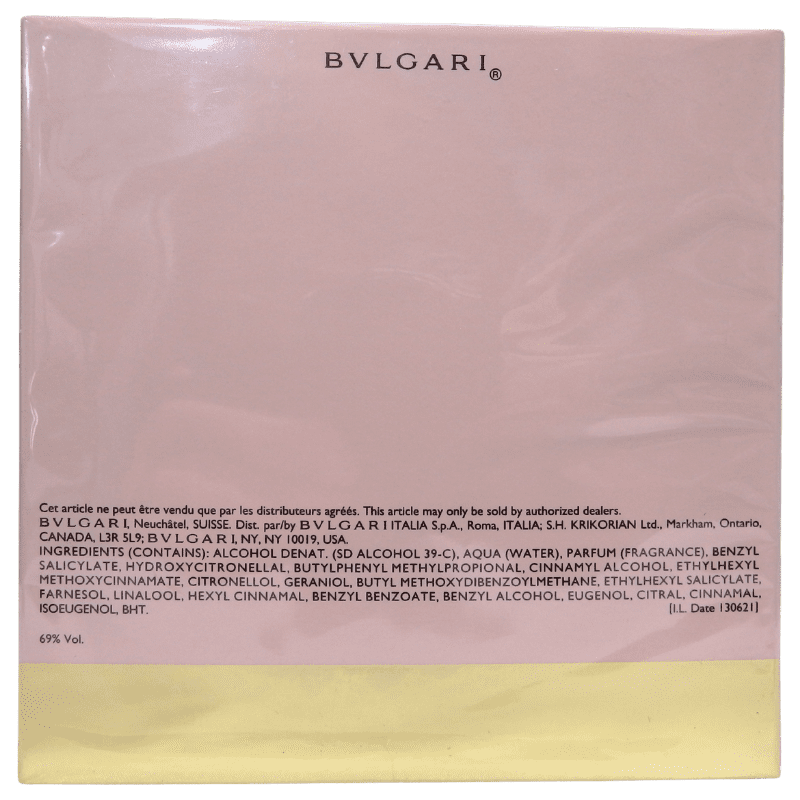 BVLGARI®
Cet article ne peut être vendu que par les distributeurs agréés. This article may only be sold by authorized dealers.
BVLGARI, Neuchâtel, SUISSE. Dist. par/by BVLGARI ITALIA S.p.A., Roma, ITALIA; S.H. KRIKORIAN Ltd., Markham, Ontario,
CANADA, L3R 5L9; BVLGARI, NY, NY 10019, USA.
INGREDIENTS (CONTAINS): ALCOHOL DENAT. (SD ALCOHOL 39-C), AQUA (WATER), PARFUM (FRAGRANCE), BENZYL
SALICYLATE, HYDROXYCITRONELLAL, BUTYLPHENYL METHYLPROPIONAL, CINNAMYL ALCOHOL, ETHYLHEXYL
METHOXYCINNAMATE, CITRONELLOL, GERANIOL, BUTYL METHOXYDIBENZOYLMETHANE, ETHYLHEXYL SALICYLATE,
FARNESOL, LINALOOL, HEXYL CINNAMAL, BENZYL BENZOATE, BENZYL ALCOHOL, EUGENOL, CITRAL, CINNAMAL,
ISOEUGENOL, BHT. [I.L. Date 130621]
69% Vol.